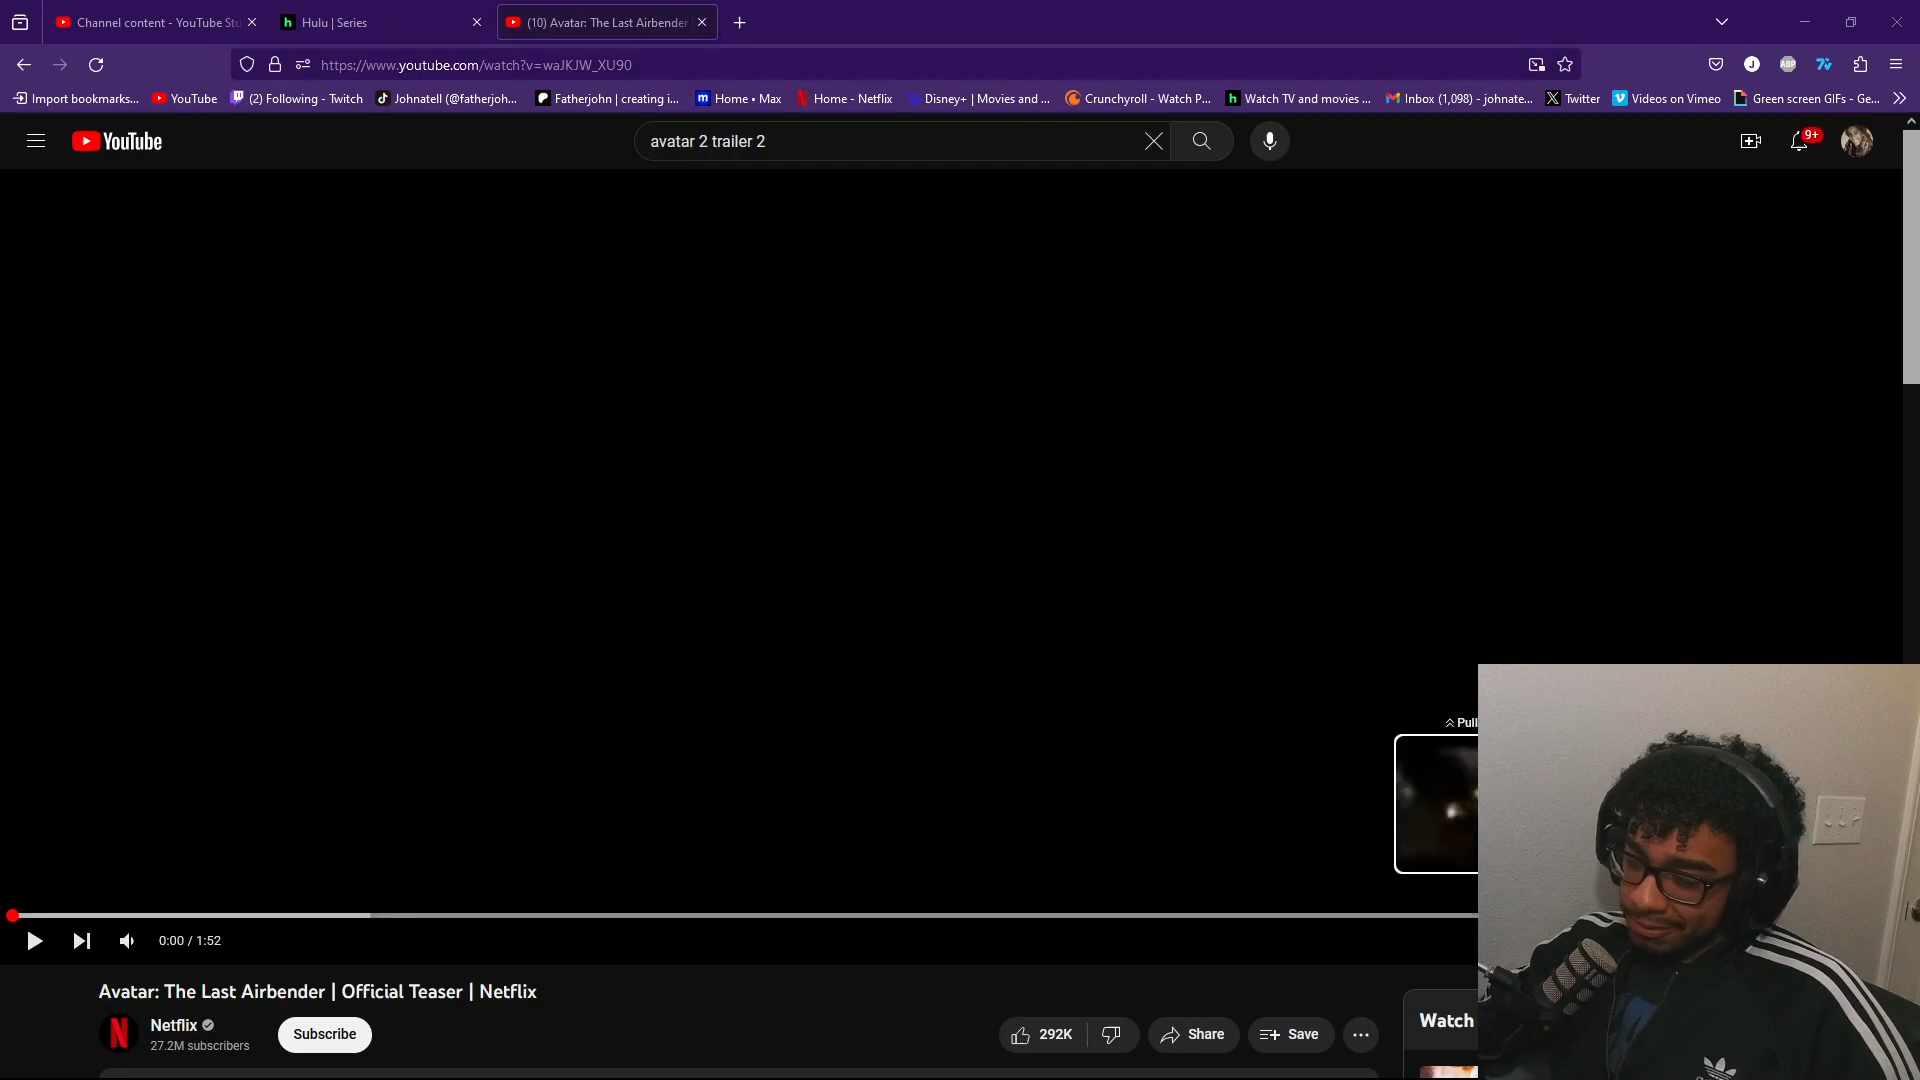 Channel content - YouTube Stu
Hulu | Series
(10) Avatar: The Last Airbender
https://www.youtube.com/watch?v=waJKJW_XU90
Import bookmarks...
YouTube
(2) Following - Twitch
Johnatell (@fatherjoh...
Fatherjohn | creating i...
Home • Max
Home - Netflix
Disney+ | Movies and ...
Crunchyroll - Watch P...
Watch TV and movies ...
Inbox (1,098) - johnate...
Twitter
Videos on Vimeo
Green screen GIFs - Ge...
YouTube
avatar 2 trailer 2
9+
Pull
0:00 / 1:52
Avatar: The Last Airbender | Official Teaser | Netflix
Netflix
27.2M subscribers
Subscribe
292K
Share
Save
Watch